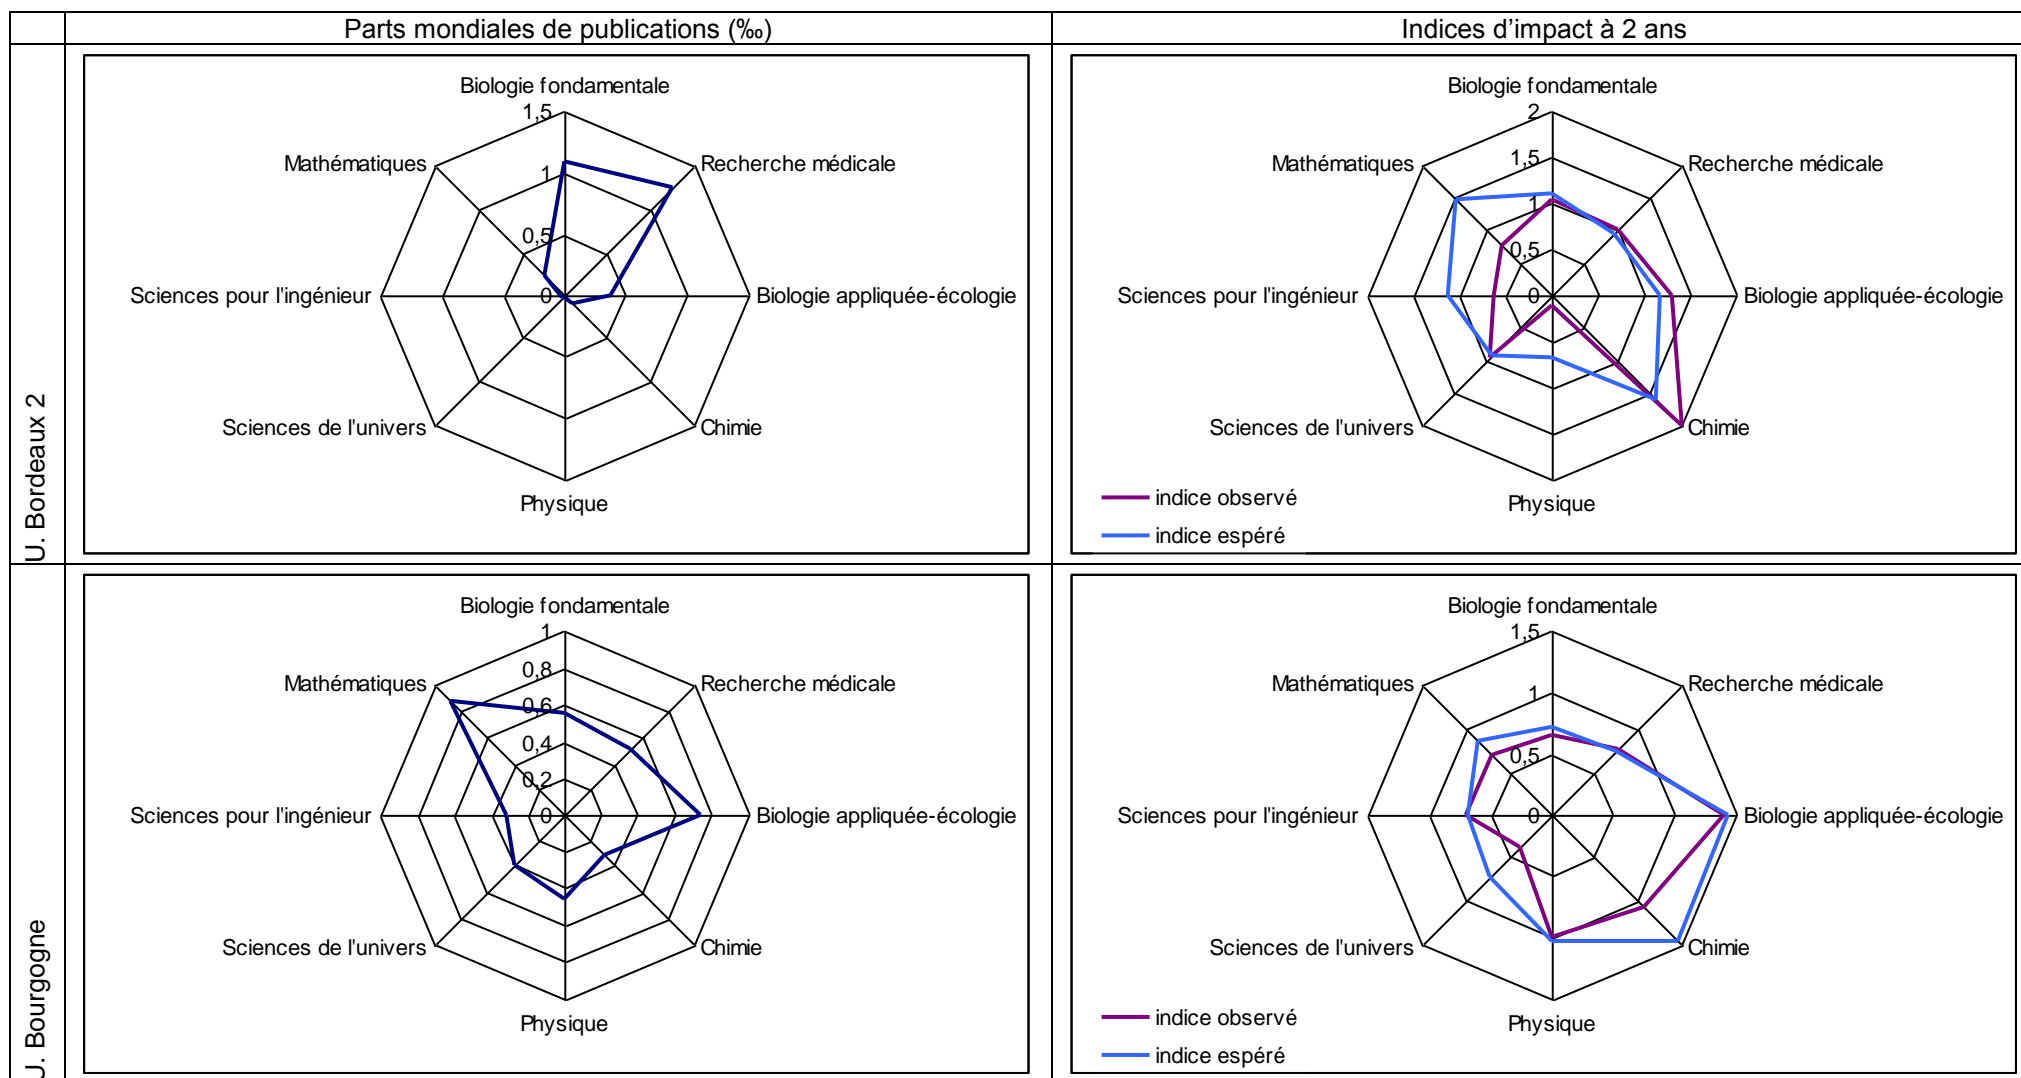 Parts mondiales de publications (‰)
Indices d'impact à 2 ans
U. Bordeaux 2
Biologie fondamentale
1,5
Mathématiques
Recherche médicale
1
0,5
Sciences pour l'ingénieur
0
Biologie appliquée-écologie
Sciences de l'univers
Chimie
Physique
Biologie fondamentale
2
Mathématiques
1,5
Recherche médicale
1
0,5
Sciences pour l'ingénieur
0
Biologie appliquée-écologie
Sciences de l'univers
Chimie
indice observé
Physique
indice espéré
U. Bourgogne
Biologie fondamentale
1
Mathématiques
0,8
Recherche médicale
0,6
0,4
0,2
Sciences pour l'ingénieur
0
Biologie appliquée-écologie
Sciences de l'univers
Chimie
Physique
Biologie fondamentale
1,5
Mathématiques
Recherche médicale
1
0,5
Sciences pour l'ingénieur
0
Biologie appliquée-écologie
Sciences de l'univers
Chimie
indice observé
Physique
indice espéré